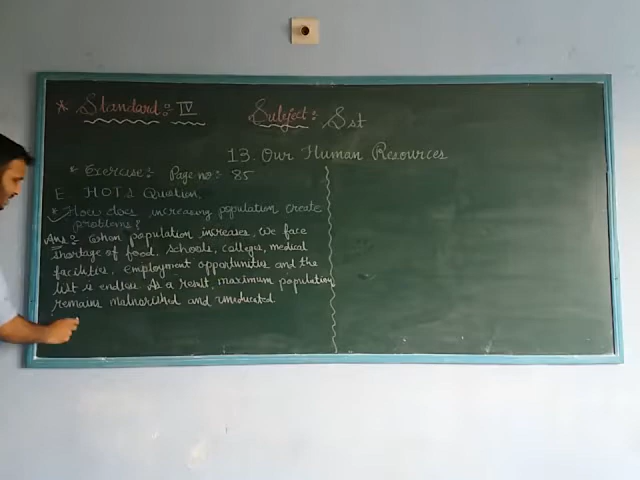 * Standard:- IV Subject:- Sst
13. Our Human Resources
* Exercise:- Page no:- 85
E HOTS Question.
* How does increasing population create
problems?
Ans:- When population increases, we face
shortage of food, schools, colleges, medical
facilities, employment opportunities and the
list is endless. As a result, maximum population
remains malnorished and uneducated.